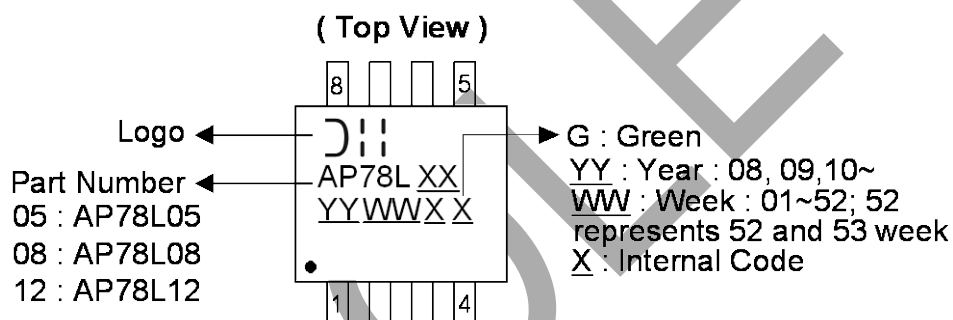 ( Top View )
8 5
Logo
AP78L XX
YYWWX X
Part Number
05 : AP78L05
08 : AP78L08
12 : AP78L12
1 4
G : Green
YY : Year : 08, 09,10~
WW : Week : 01~52; 52
represents 52 and 53 week
X : Internal Code